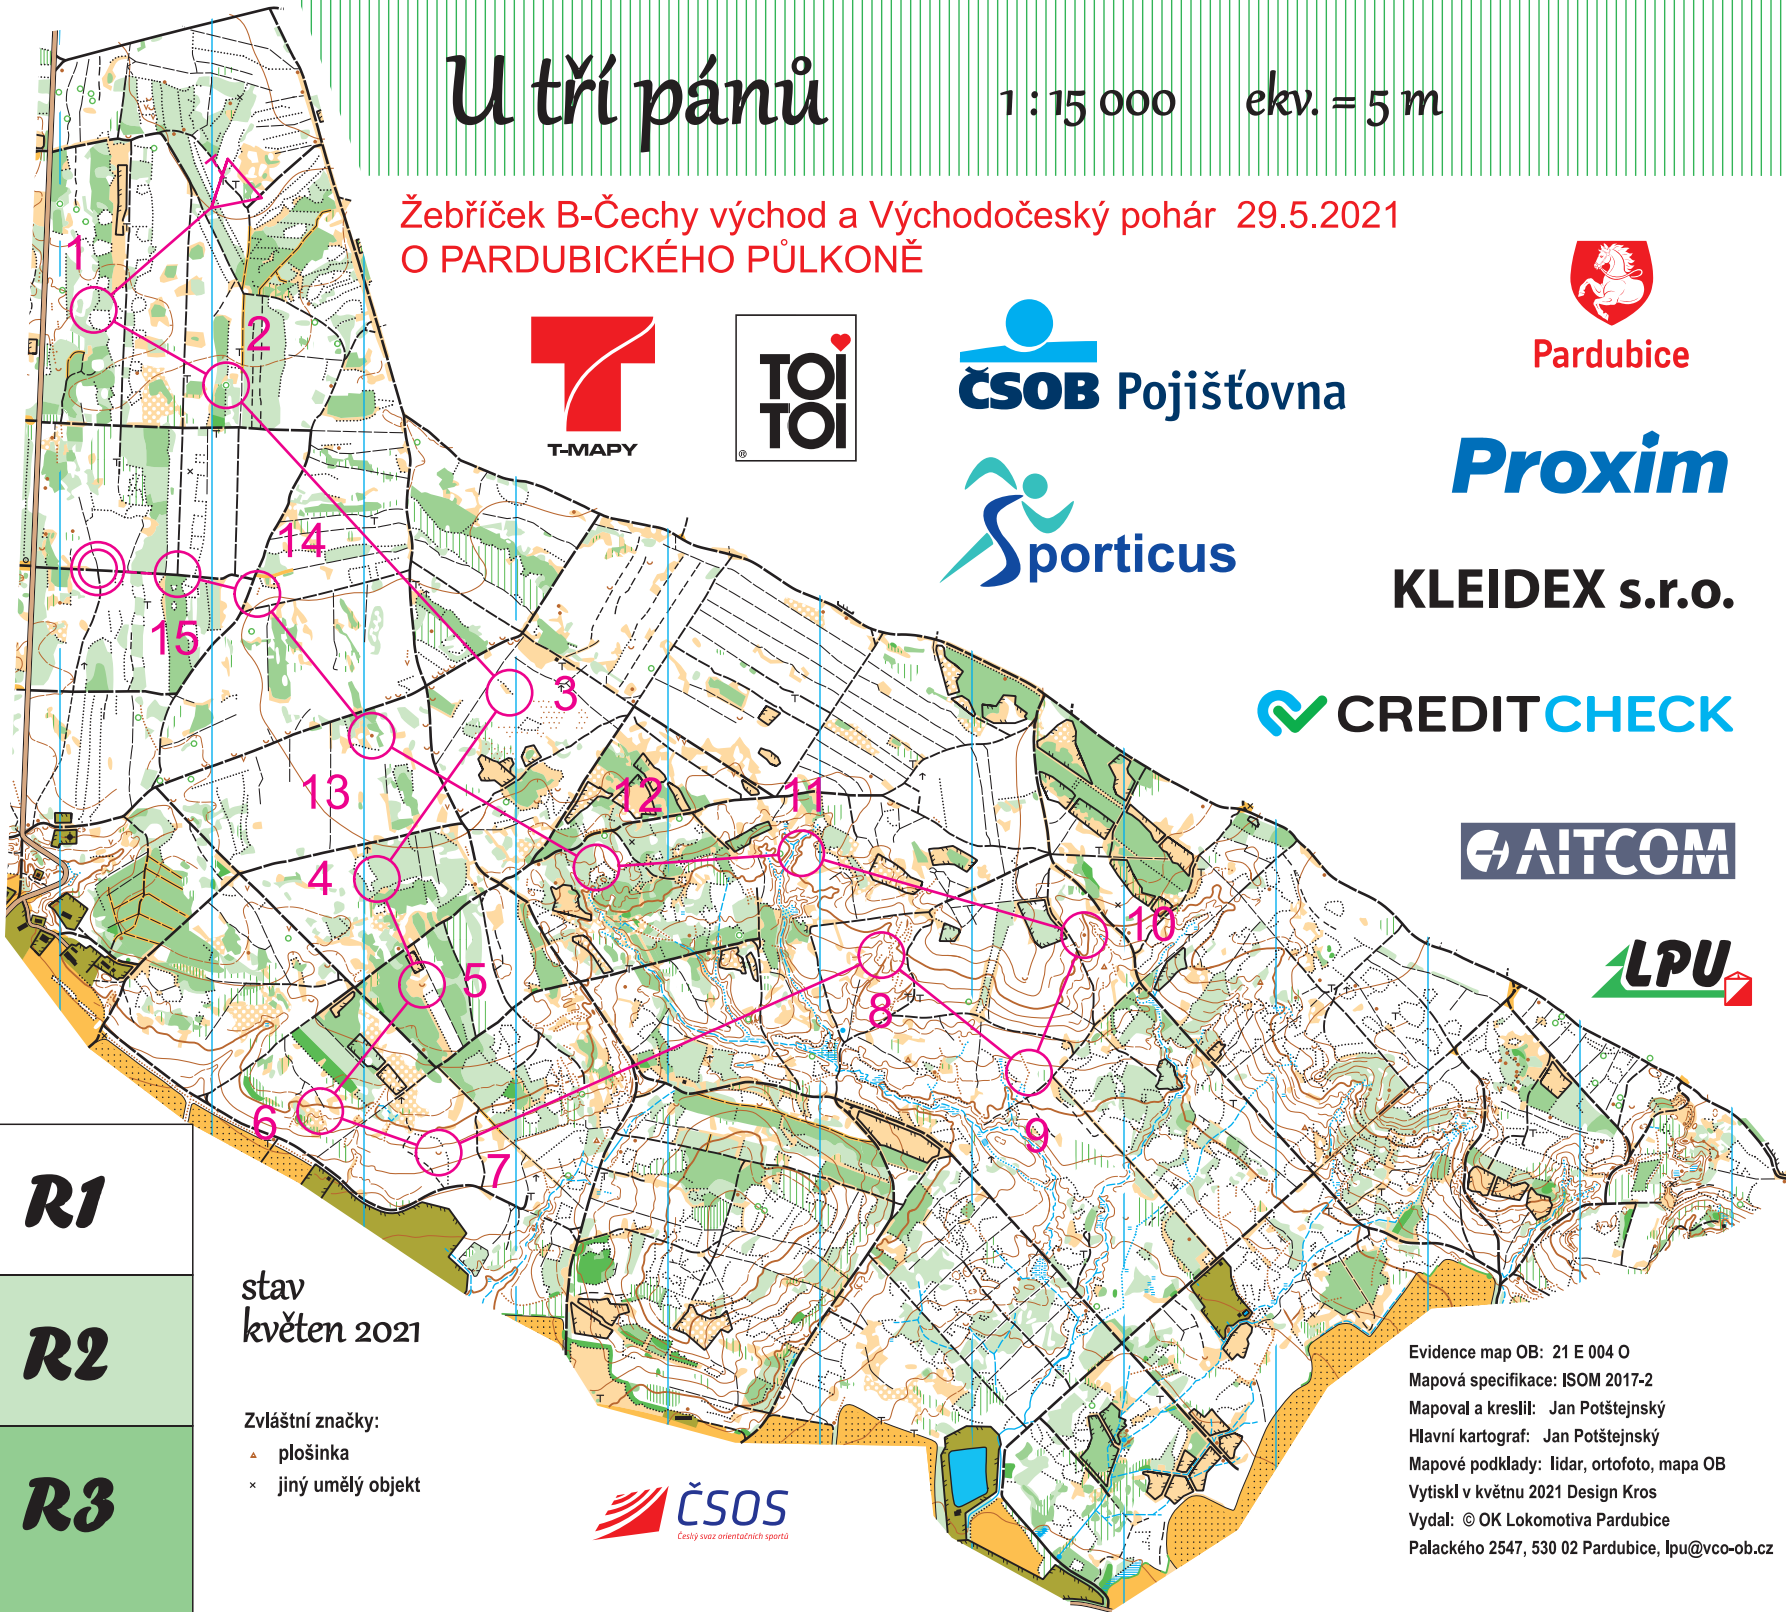 U tří pánů
1 : 15 000
ekv. = 5 m
Žebříček B-Čechy východ a Východočeský pohár 29.5.2021
O PARDUBICKÉHO PŮLKONĚ
T-MAPY
TOI
TOI
®
ČSOB Pojišťovna
Sporticus
Pardubice
Proxim
KLEIDEX s.r.o.
CREDITCHECK
AITCOM
LPU
1
2
14
15
3
13
12
11
4
10
5
8
6
9
7
R1
R2
R3
stav
květen 2021
Zvláštní značky:
plošinka
× jiný umělý objekt
ČSOS
Český svaz orientačních sportů
Evidence map OB: 21 E 004 O
Mapová specifikace: ISOM 2017-2
Mapoval a kreslil: Jan Potštejnský
Hlavní kartograf: Jan Potštejnský
Mapové podklady: lidar, ortofoto, mapa OB
Vytiskl v květnu 2021 Design Kros
Vydal: © OK Lokomotiva Pardubice
Palackého 2547, 530 02 Pardubice, lpu@vco-ob.cz